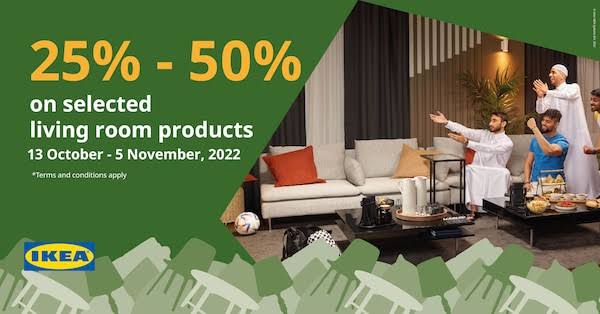 25% - 50%
on selected
living room products
13 October - 5 November, 2022
*Terms and conditions apply
IKEA